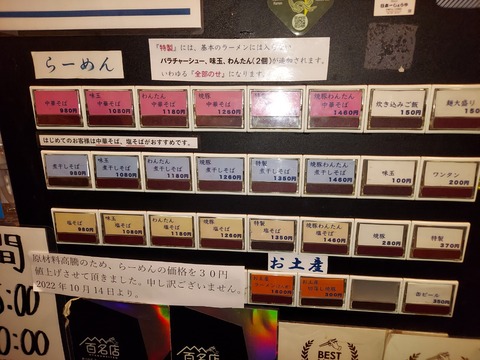 らーめん
「特製」には、基本のラーメンには入
バラチャーシュー、味玉、わんたん(2個)が追加されます。
いわゆる「全部のせ」になります。
中華そば
980円
味玉
中華そば
1080円
わんたん
中華そば
1180円
焼豚
中華そば
1260円
特製
中華そば
1350円
焼豚わんたん
中華そば
1460円
炊き込みご飯
150円
麺大盛り
150
はじめてのお客様は中華そば、塩そばがおすすめです。
煮干しそば
980円
味玉
煮干しそば
1080円
わんたん
煮干しそば
1180円
焼豚
煮干しそば
1260円
特製
煮干しそば
1350円
焼豚わんたん
煮干しそば
1460円
味玉
100円
ワンタン
200円
塩そば
980円
味玉
塩そば
1080円
わんたん
塩そば
1180円
焼豚
塩そば
1260円
特製
塩そば
1350円
焼豚わんたん
塩そば
1460円
焼豚
280円
特製
370円
原材料高騰のため、らーめんの価格を30円
値上げさせて頂きました。申し訳ございません。
2022年10月14日より。
お土産
缶ビール
350円
間
:00
0:00
百名店
百名店
BEST